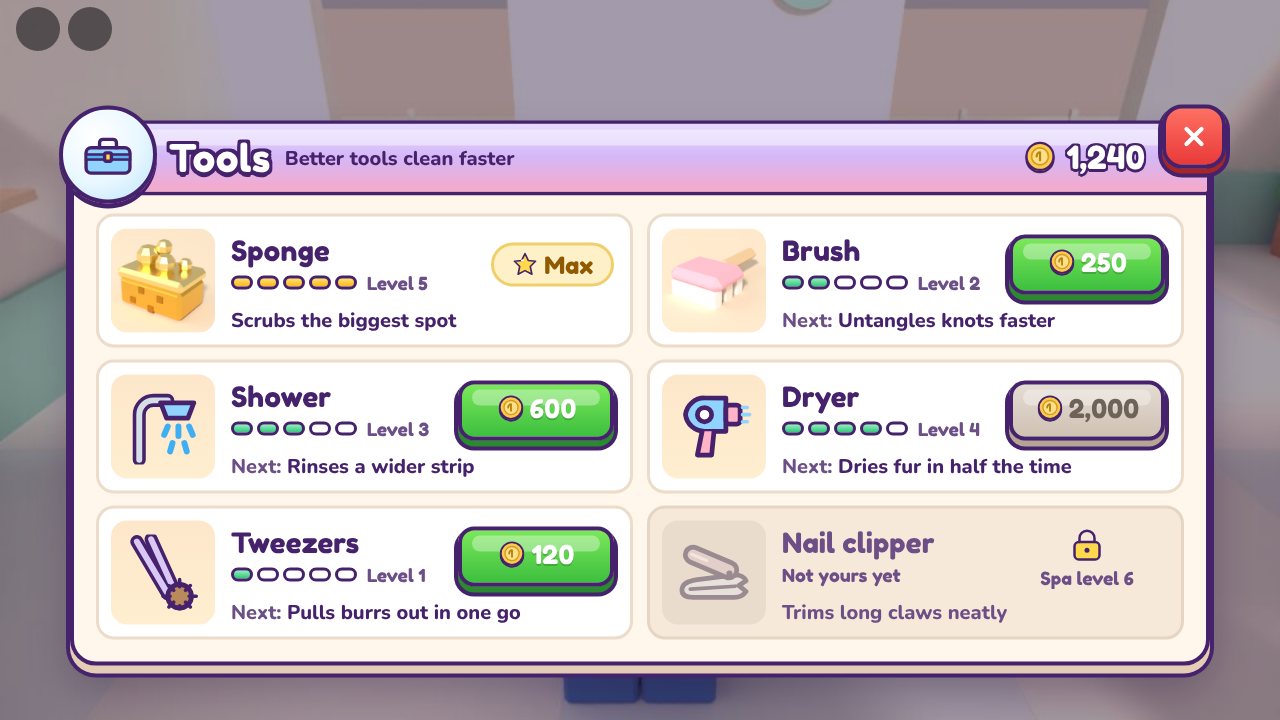 Tools
Better tools clean faster
1,240
Sponge
Level 5
Max
Scrubs the biggest spot
Brush
Level 2
250
Next: Untangles knots faster
Shower
Level 3
600
Next: Rinses a wider strip
Dryer
Level 4
2,000
Next: Dries fur in half the time
Tweezers
Level 1
120
Next: Pulls burrs out in one go
Nail clipper
Not yours yet
Spa level 6
Trims long claws neatly